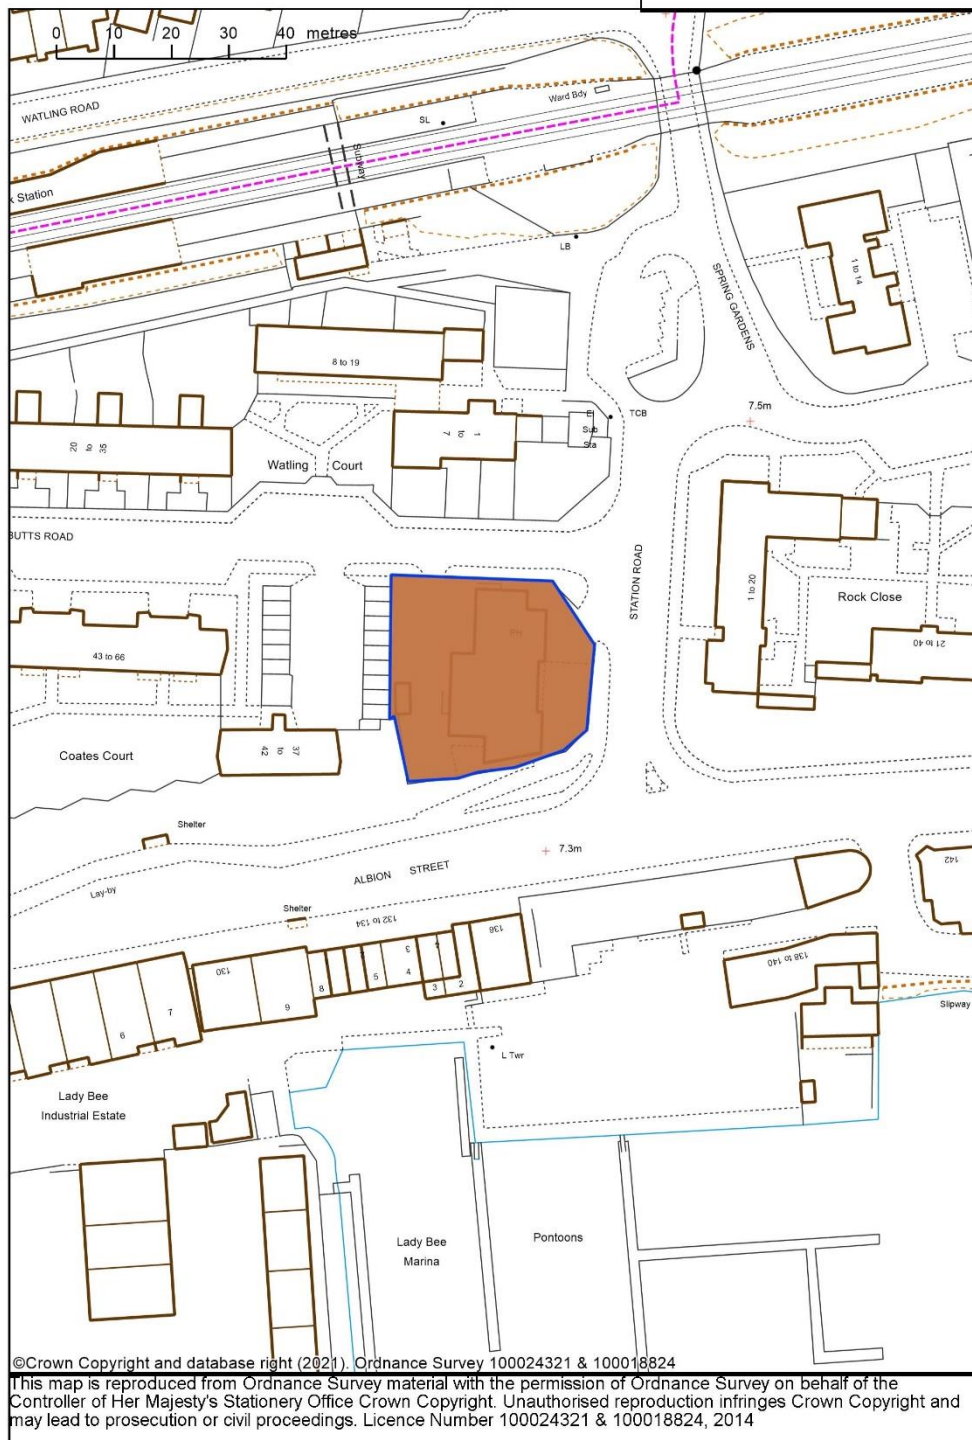 0 10 20 30 40 metres
WATLING ROAD
SL
Ward Bdy
Subway
k Station
LB
SPRING GARDENS
1 to 14
8 to 19
7.5m
El
Sub
Sta
TCB
1
to
7
20
to
35
Watling Court
BUTTS ROAD
STATION ROAD
1 to 20
Rock Close
PH
21 to 40
43 to 66
37
to
42
Coates Court
Shelter
7.3m
ALBION STREET
142
Lay-by
Shelter
132 to 134
136
130
3
5
4
8
3
2
9
7
6
138 to 140
Slipway
L Twr
Lady Bee
Industrial Estate
Lady Bee
Marina
Pontoons
©Crown Copyright and database right (2021). Ordnance Survey 100024321 & 100018824
This map is reproduced from Ordnance Survey material with the permission of Ordnance Survey on behalf of the
Controller of Her Majesty's Stationery Office Crown Copyright. Unauthorised reproduction infringes Crown Copyright and
may lead to prosecution or civil proceedings. Licence Number 100024321 & 100018824, 2014